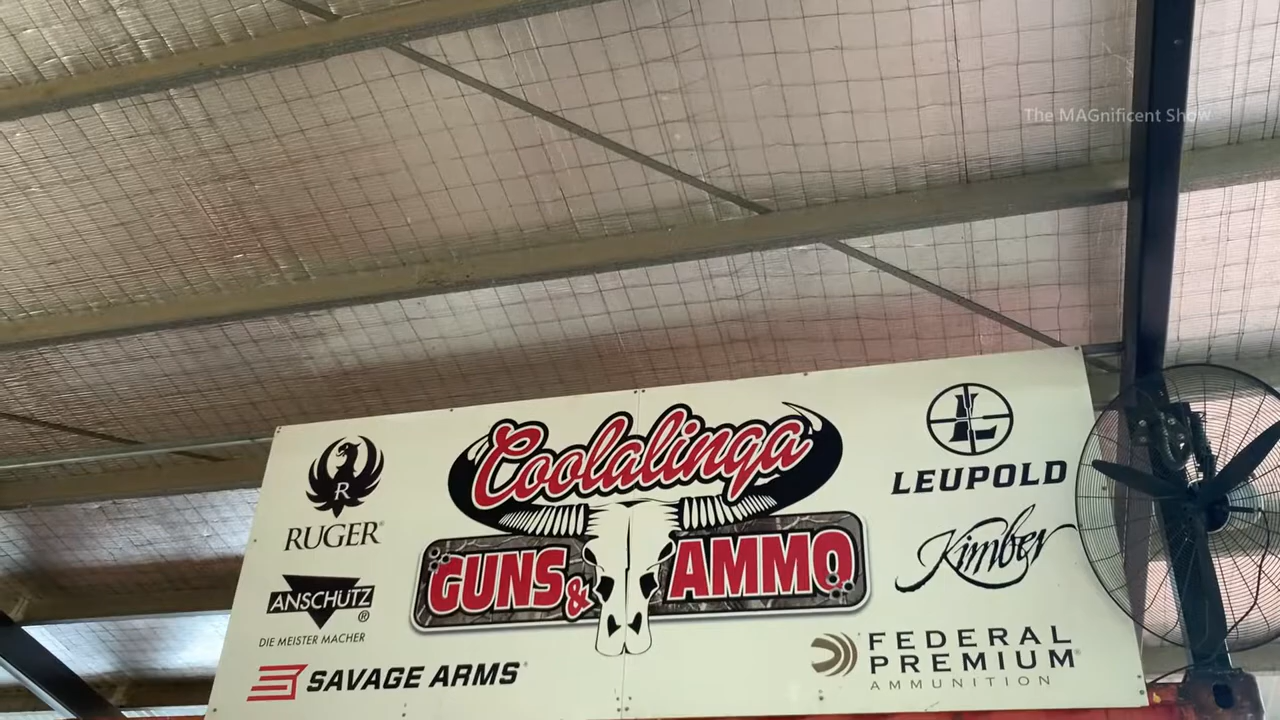 The MAGnificent Show
Coolalinga
GUNS & AMMO
R
RUGER®
ANSCHÜTZ®
DIE MEISTER MACHER
SAVAGE ARMS®
L
LEUPOLD
Kimber
FEDERAL
PREMIUM®
AMMUNITION